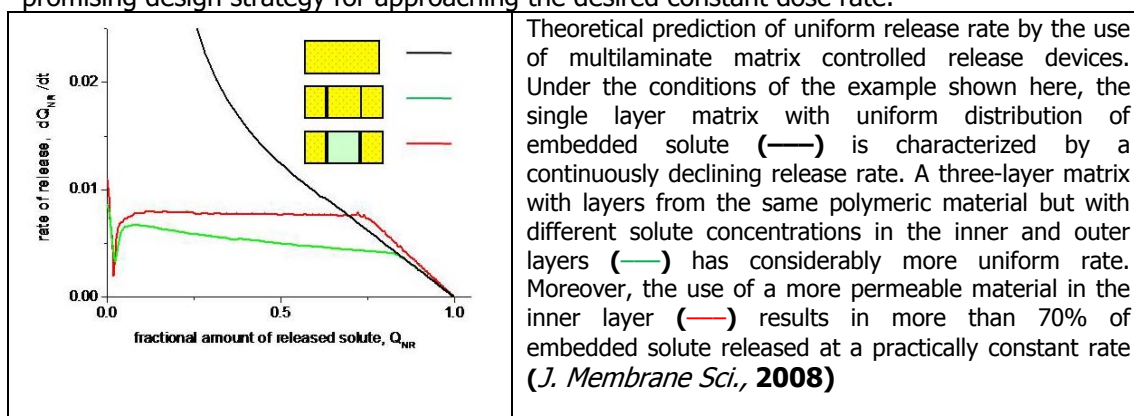 promising design strategy for approaching the desired constant dose rate.
rate of release, dQNR /dt
0.02
0.01
0.00
0.0
0.5
1.0
fractional amount of released solute, QNR
Theoretical prediction of uniform release rate by the use
of multilaminate matrix controlled release devices.
Under the conditions of the example shown here, the
single layer matrix with uniform distribution of
embedded solute (——) is characterized by a
continuously declining release rate. A three-layer matrix
with layers from the same polymeric material but with
different solute concentrations in the inner and outer
layers (——) has considerably more uniform rate.
Moreover, the use of a more permeable material in the
inner layer (——) results in more than 70% of
embedded solute released at a practically constant rate
(J. Membrane Sci., 2008)